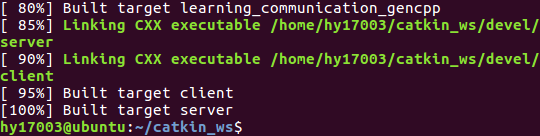 [ 80%] Built target learning_communication_gencpp
[ 85%] Linking CXX executable /home/hy17003/catkin_ws/devel/
server
[ 90%] Linking CXX executable /home/hy17003/catkin_ws/devel/
client
[ 95%] Built target client
[100%] Built target server
hy17003@ubuntu:~/catkin_ws$